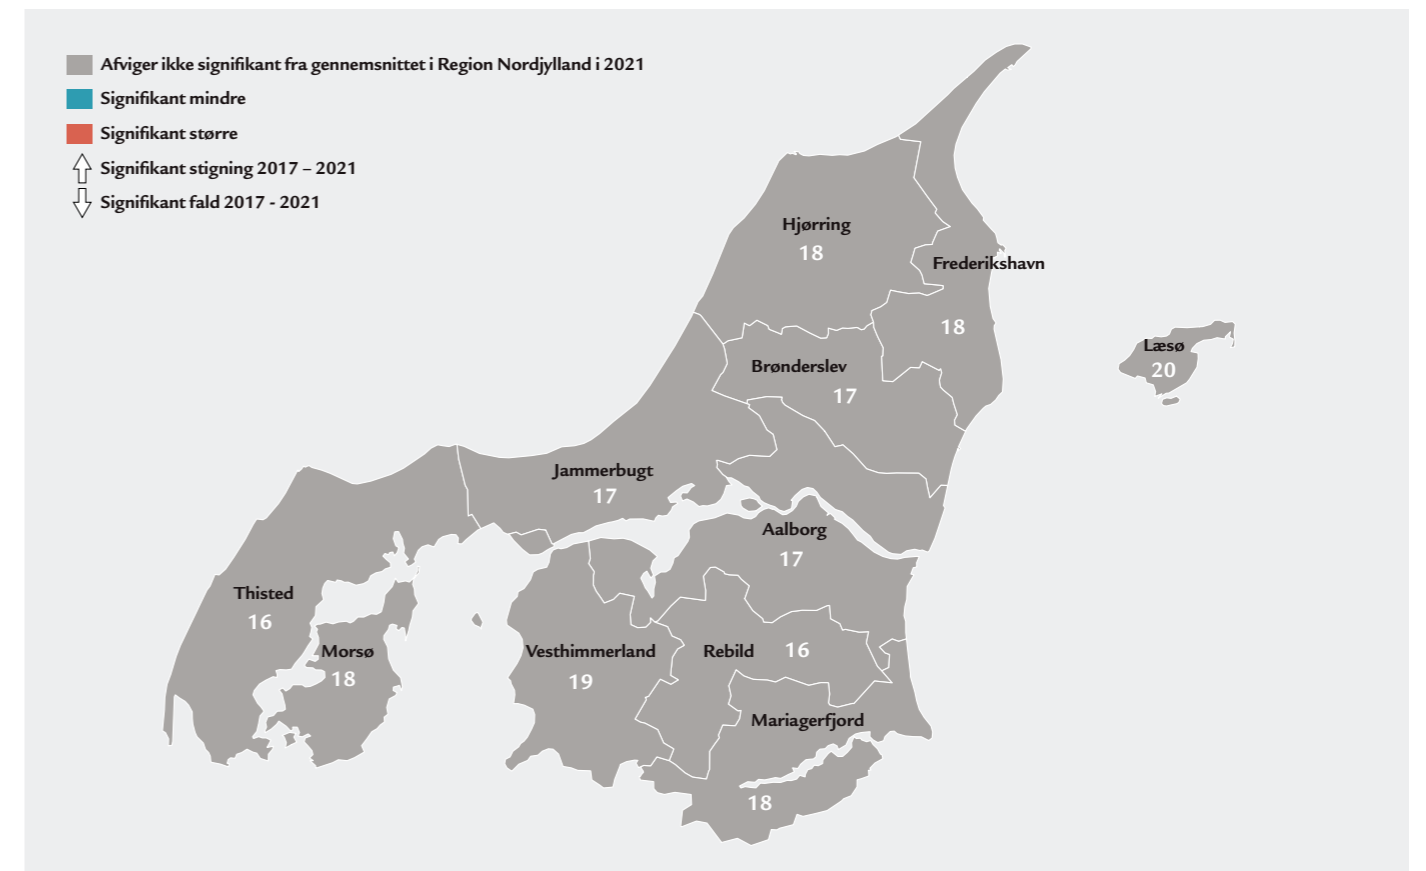 Afviger ikke signifikant fra gennemsnittet i Region Nordjylland i 2021
Signifikant mindre
Signifikant større
Signifikant stigning 2017 – 2021
Signifikant fald 2017 - 2021
Hjørring
18
Frederikshavn
18
Læsø
20
Brønderslev
17
Jammerbugt
17
Aalborg
17
Thisted
16
Morsø
18
Vesthimmerland
19
Rebild 16
Mariagerfjord
18